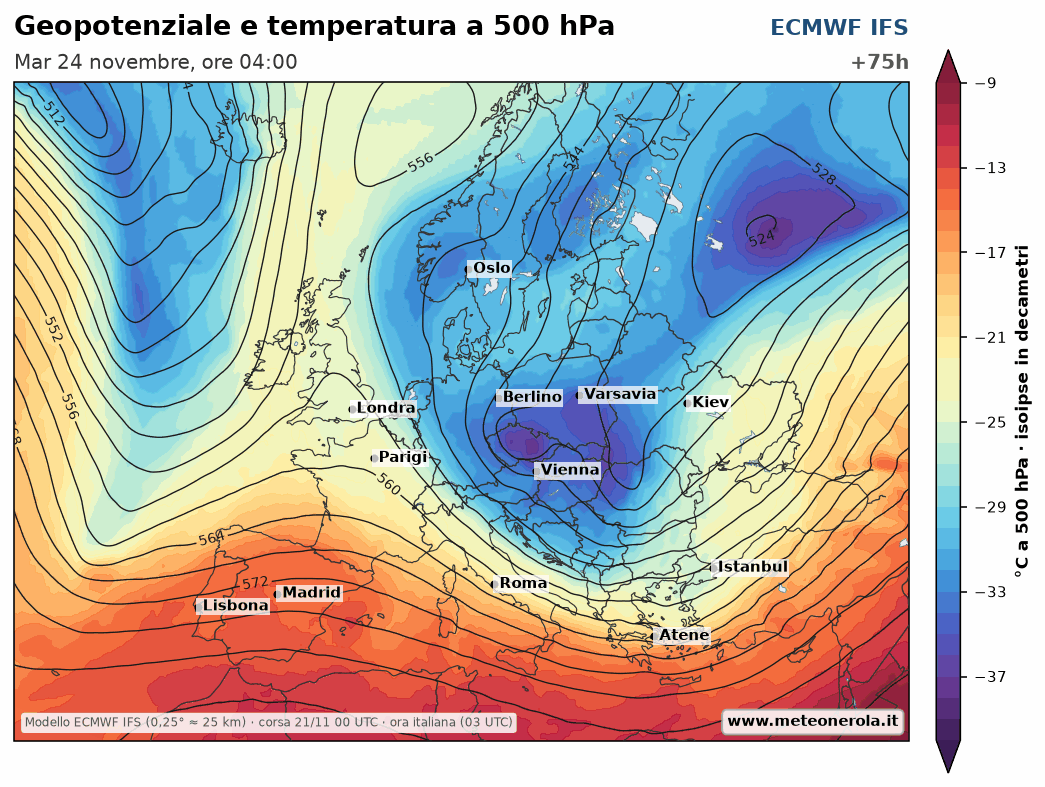 Geopotenziale e temperatura a 500 hPa
ECMWF IFS
Mar 24 novembre, ore 04:00
+75h
512
556
544
528
524
552
556
560
564
572
Oslo
Berlino
Varsavia
Kiev
Londra
Parigi
Vienna
Roma
Istanbul
Madrid
Lisbona
Atene
Modello ECMWF IFS (0,25° ≈ 25 km) · corsa 21/11 00 UTC · ora italiana (03 UTC)
www.meteonerola.it
−9
−13
−17
−21
−25
−29
−33
−37
°C a 500 hPa · isoipse in decametri